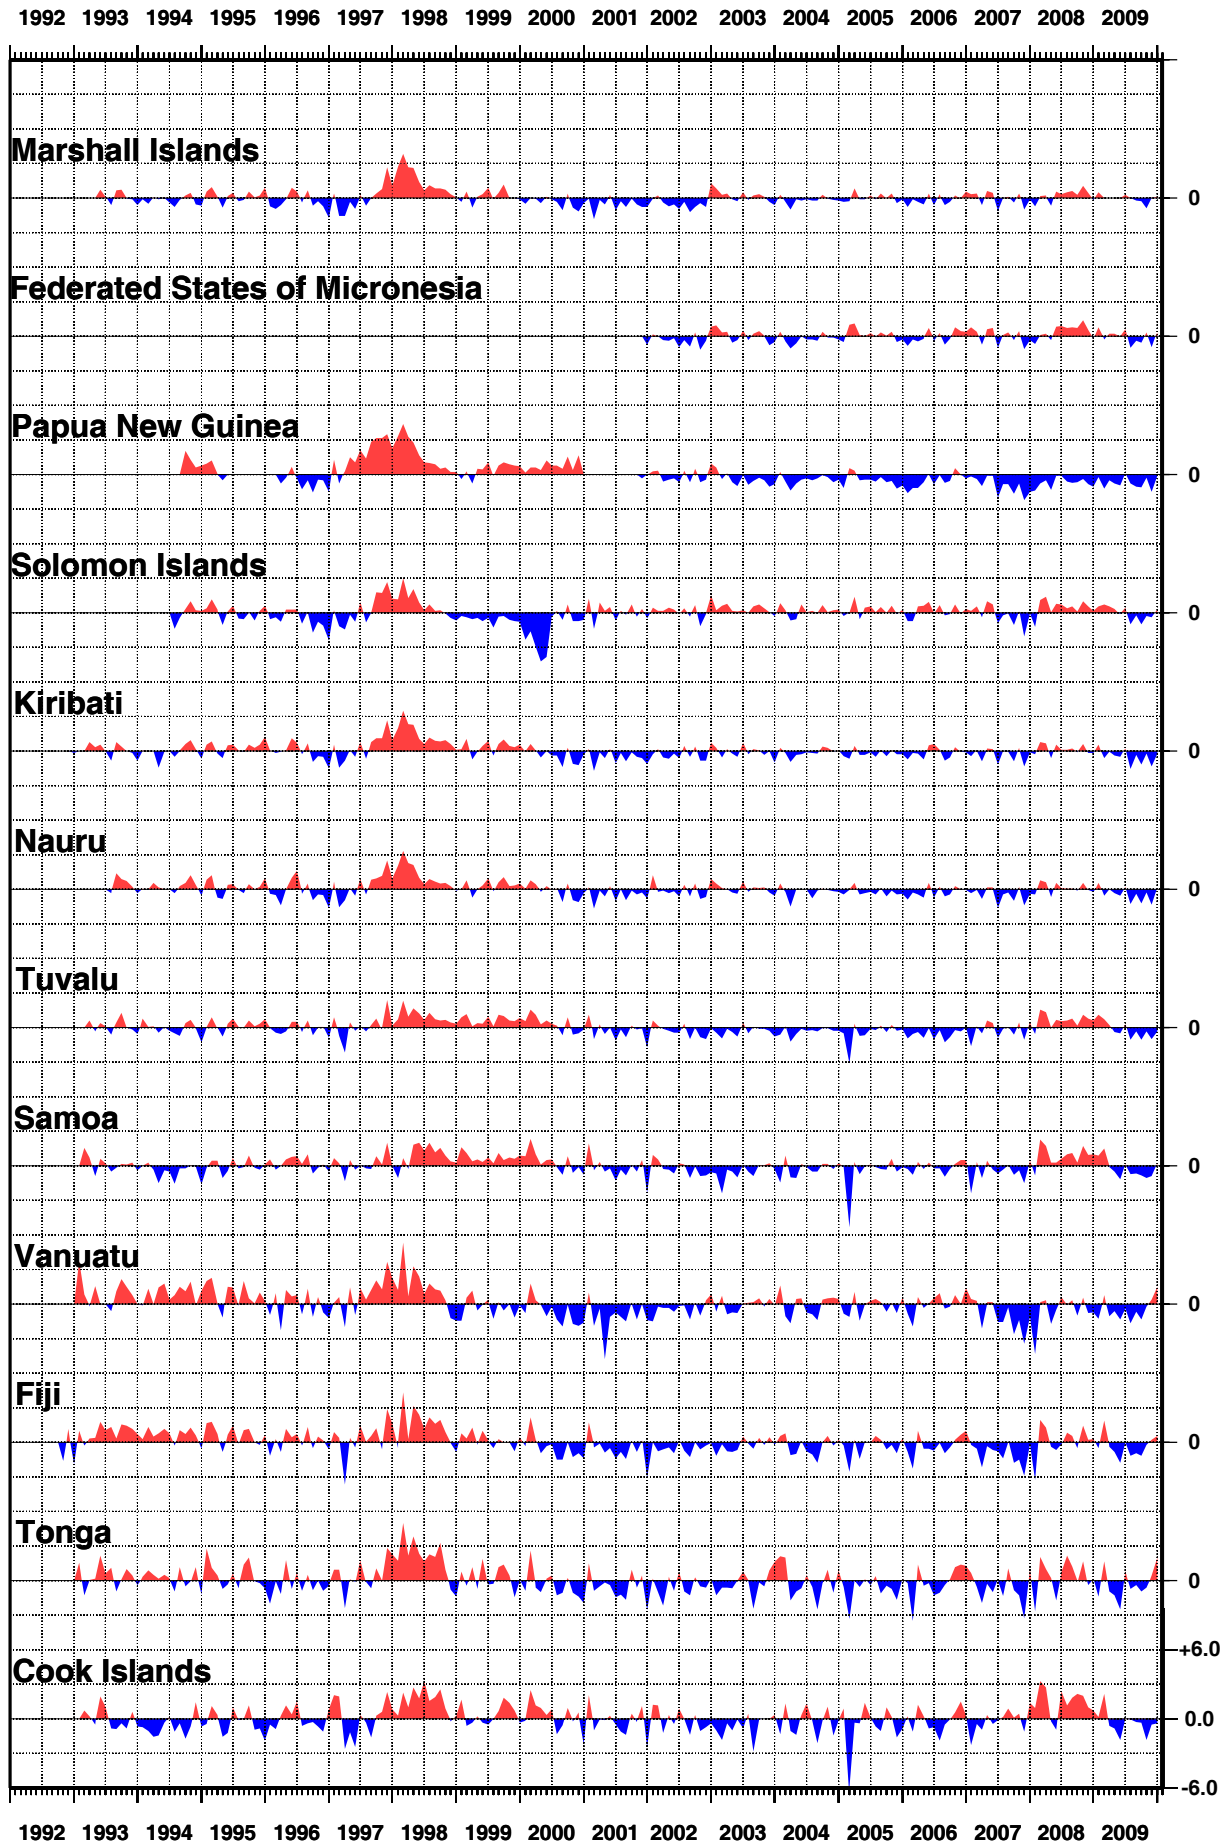 1992 1993 1994 1995 1996 1997 1998 1999 2000 2001 2002 2003 2004 2005 2006 2007 2008 2009
Marshall Islands
0
Federated States of Micronesia
0
Papua New Guinea
0
Solomon Islands
0
Kiribati
0
Nauru
0
Tuvalu
0
Samoa
0
Vanuatu
0
Fiji
0
Tonga
0
+6.0
Cook Islands
0.0
-6.0
1992 1993 1994 1995 1996 1997 1998 1999 2000 2001 2002 2003 2004 2005 2006 2007 2008 2009